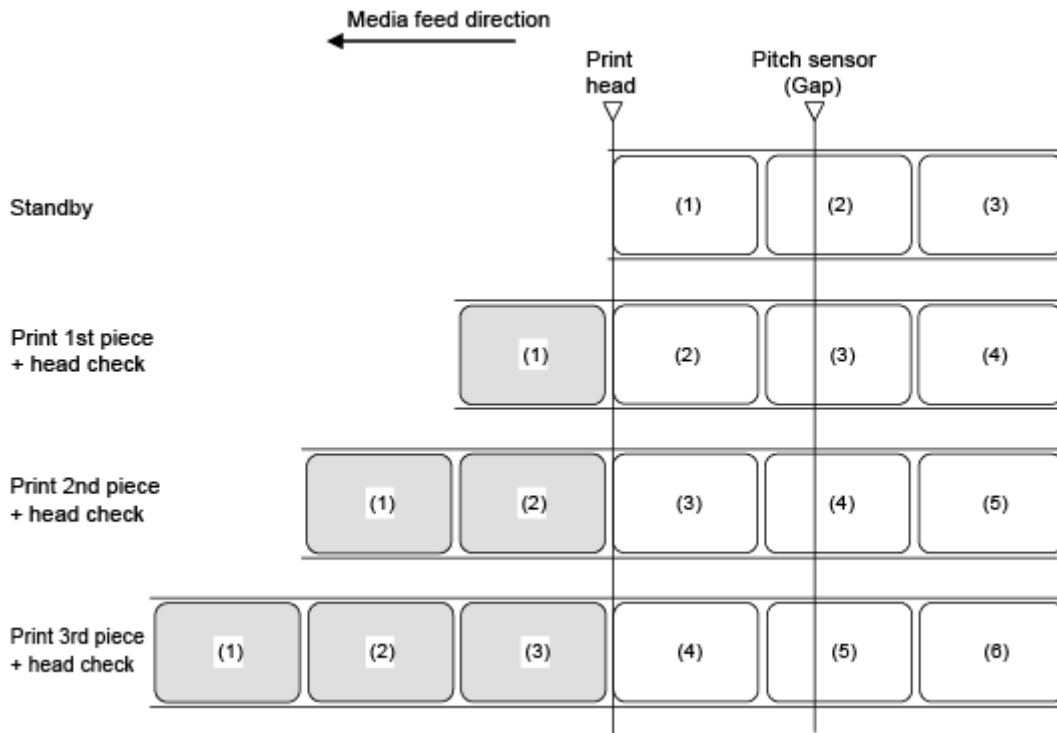 Media feed direction
Print
head
Pitch sensor
(Gap)
Standby
(1)
(2)
(3)
Print 1st piece
+ head check
(1)
(2)
(3)
(4)
Print 2nd piece
+ head check
(1)
(2)
(3)
(4)
(5)
Print 3rd piece
+ head check
(1)
(2)
(3)
(4)
(5)
(6)